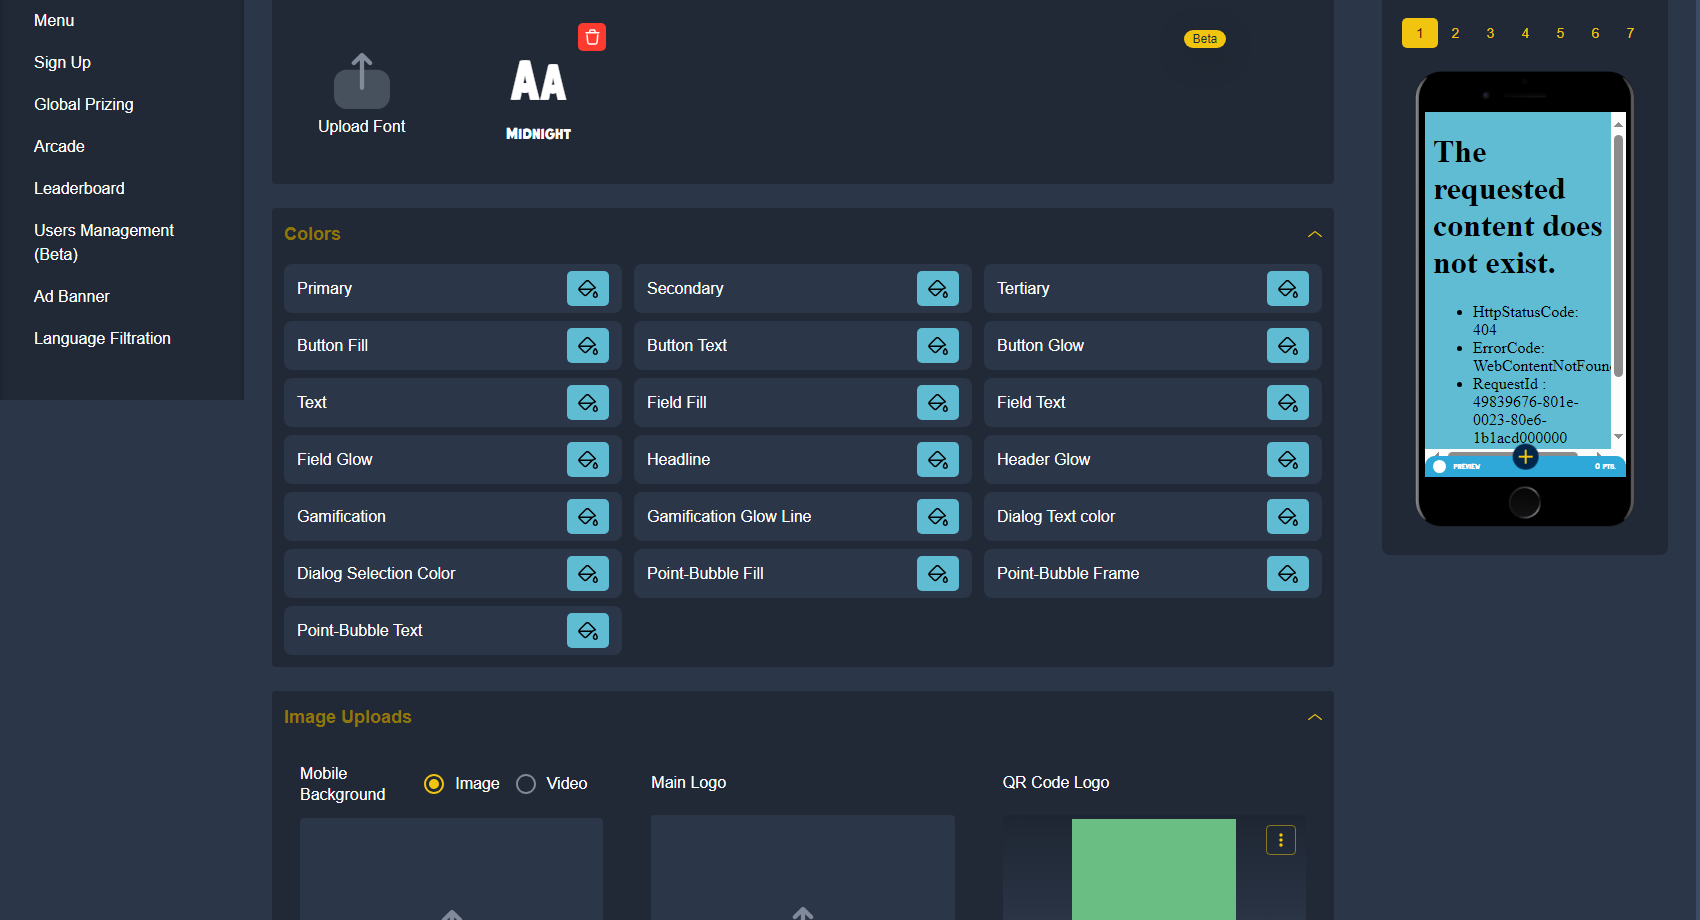 Menu
Sign Up
Global Prizing
Arcade
Leaderboard
Users Management
(Beta)
Ad Banner
Language Filtration
Upload Font
AA
MIDNIGHT
Beta
Colors
Primary
Secondary
Tertiary
Button Fill
Button Text
Button Glow
Text
Field Fill
Field Text
Field Glow
Headline
Header Glow
Gamification
Gamification Glow Line
Dialog Text color
Dialog Selection Color
Point-Bubble Fill
Point-Bubble Frame
Point-Bubble Text
Image Uploads
Mobile
Background
Image
Video
Main Logo
QR Code Logo
1 2 3 4 5 6 7
The
requested
content does
not exist.
HttpStatusCode:
404
ErrorCode:
WebContentNotFoun
RequestId :
49839676-801e-
0023-80e6-
1b1acd000000
PREVIEW
0 PTS.